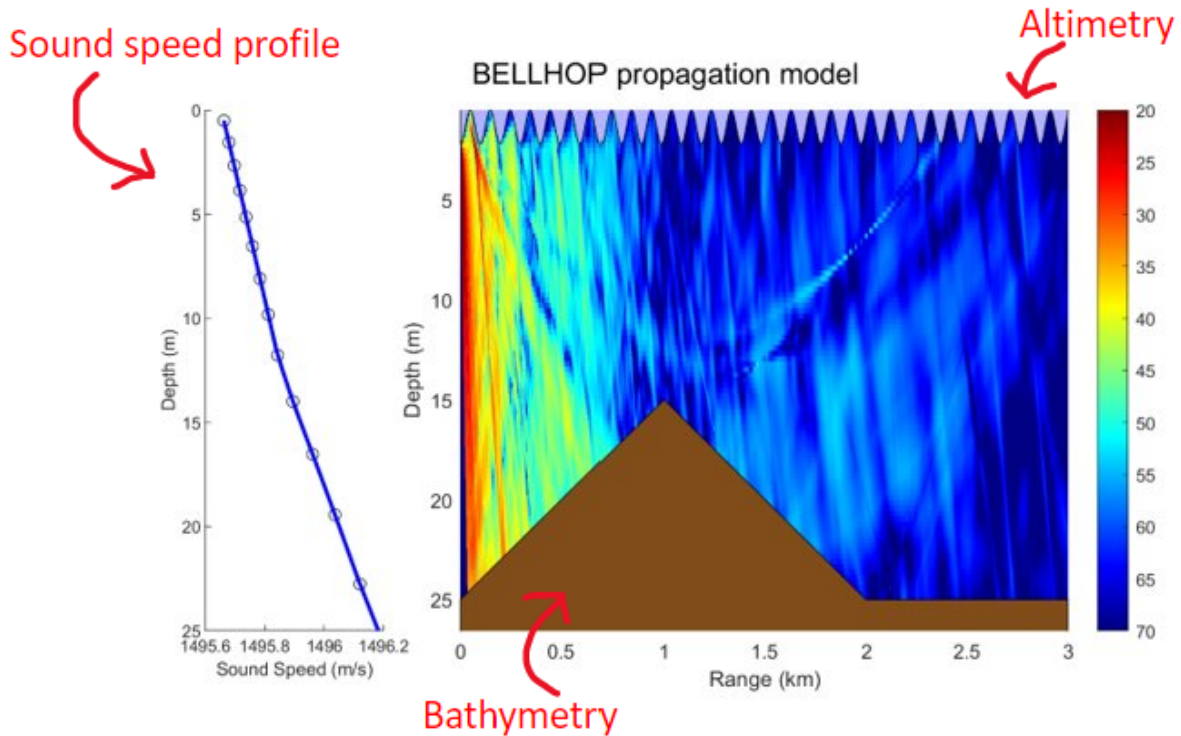 Altimetry
Sound speed profile
BELLHOP propagation model
0
5
10
15
20
25
Depth (m)
1495.6 1495.8 1496 1496.2
Sound Speed (m/s)
5
10
15
20
25
Depth (m)
0 0.5 1 1.5 2 2.5 3
Range (km)
20
25
30
35
40
45
50
55
60
65
70
Bathymetry